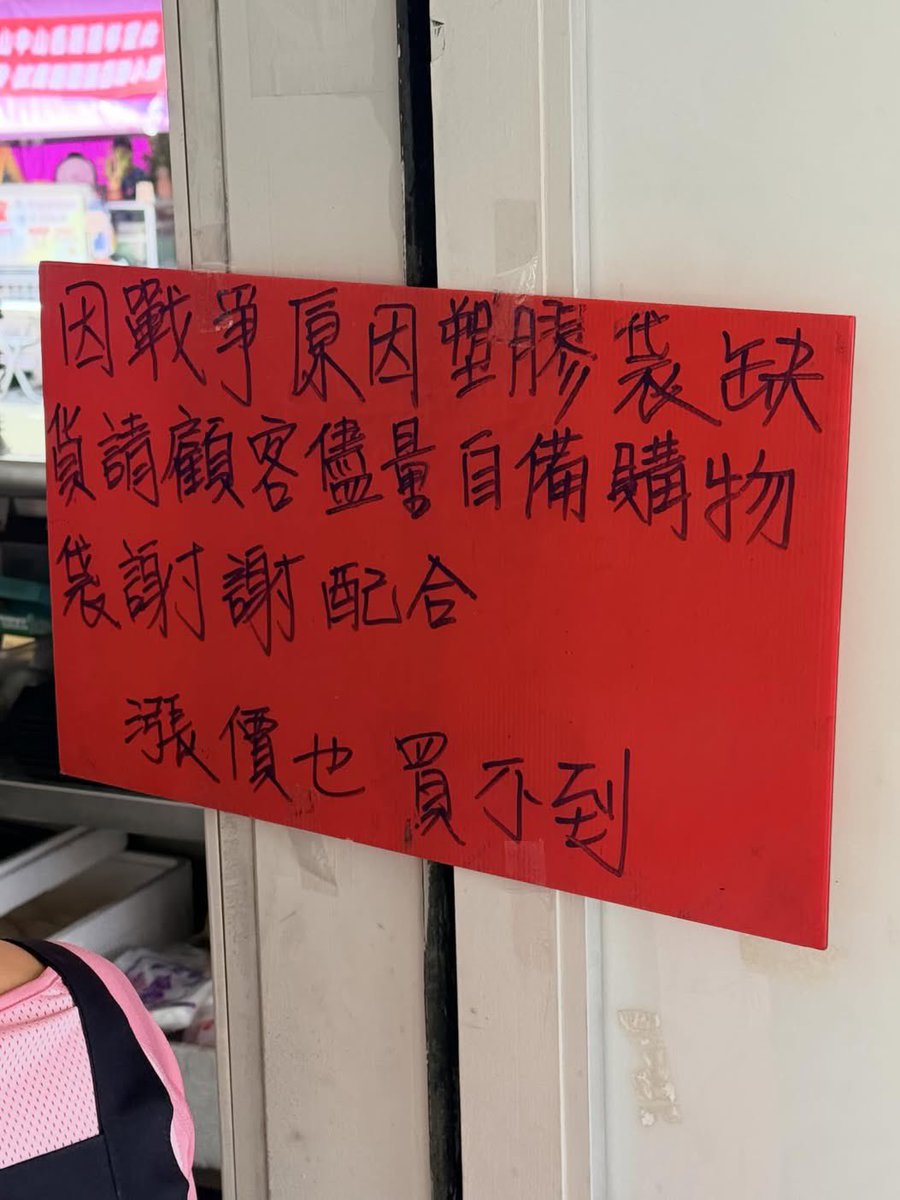 因戰爭原因塑膠袋缺
貨請顧客儘量自備購物
袋謝謝配合
漲價也買不到